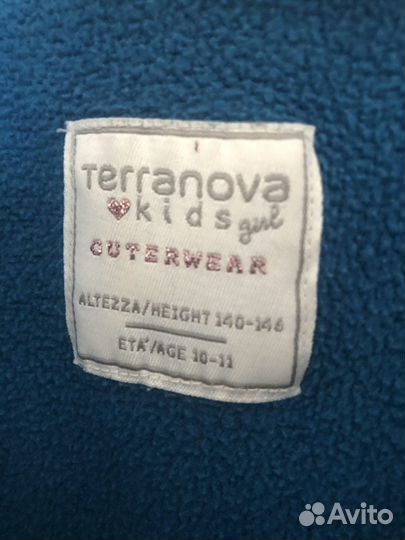 Terranova
kids girl
OUTERWEAR
ALTEZZA/HEIGHT 140-146
ETA'/AGE 10-11
Avito